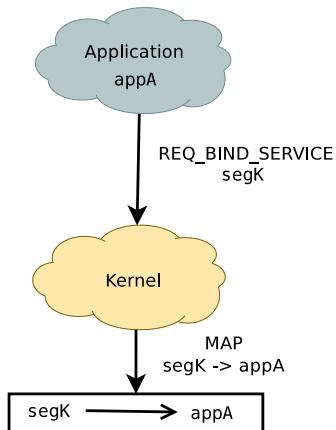 Application
appA
REQ_BIND_SERVICE
segK
Kernel
MAP
segK -> appA
segK appA